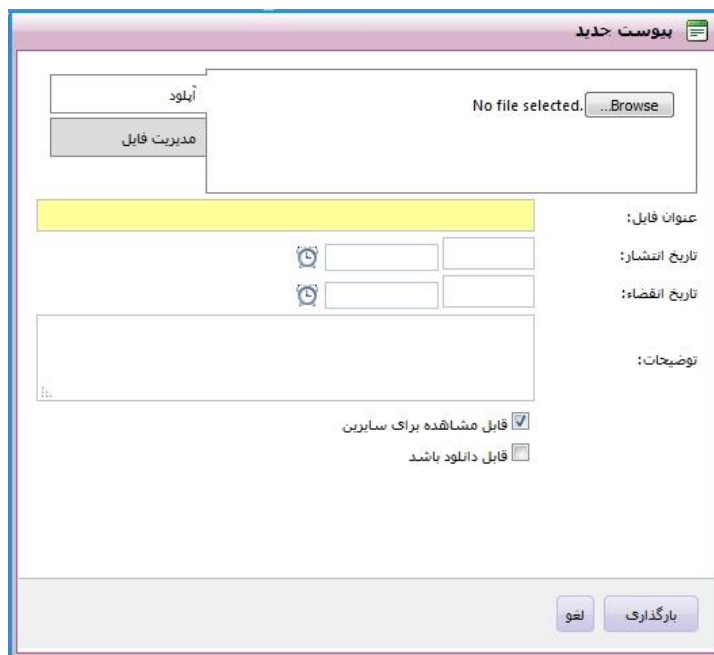 پیوست جدید
No file selected. Browse...
آپلود
مدیریت فایل
عنوان فایل:
تاریخ انتشار:
تاریخ انقضاء:
توضیحات:
قابل مشاهده برای سایرین
قابل دانلود باشد
بارگذاری
لغو